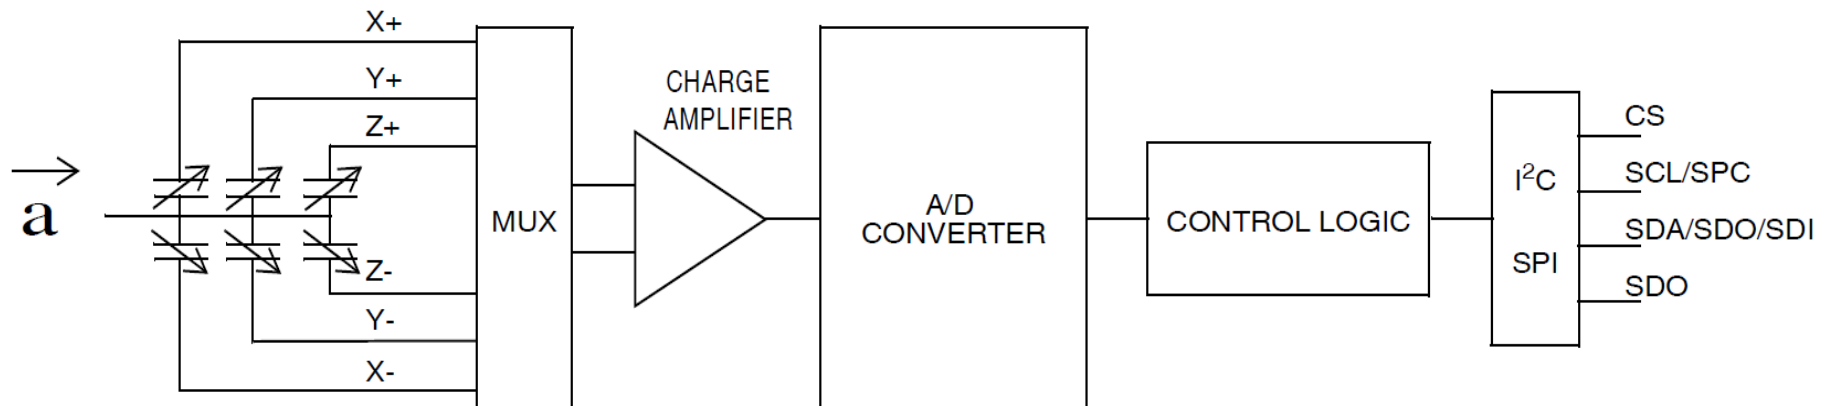 X+
Y+
Z+
a
Z-
Y-
X-
MUX
CHARGE
AMPLIFIER
A/D
CONVERTER
CONTROL LOGIC
I²C
SPI
CS
SCL/SPC
SDA/SDO/SDI
SDO